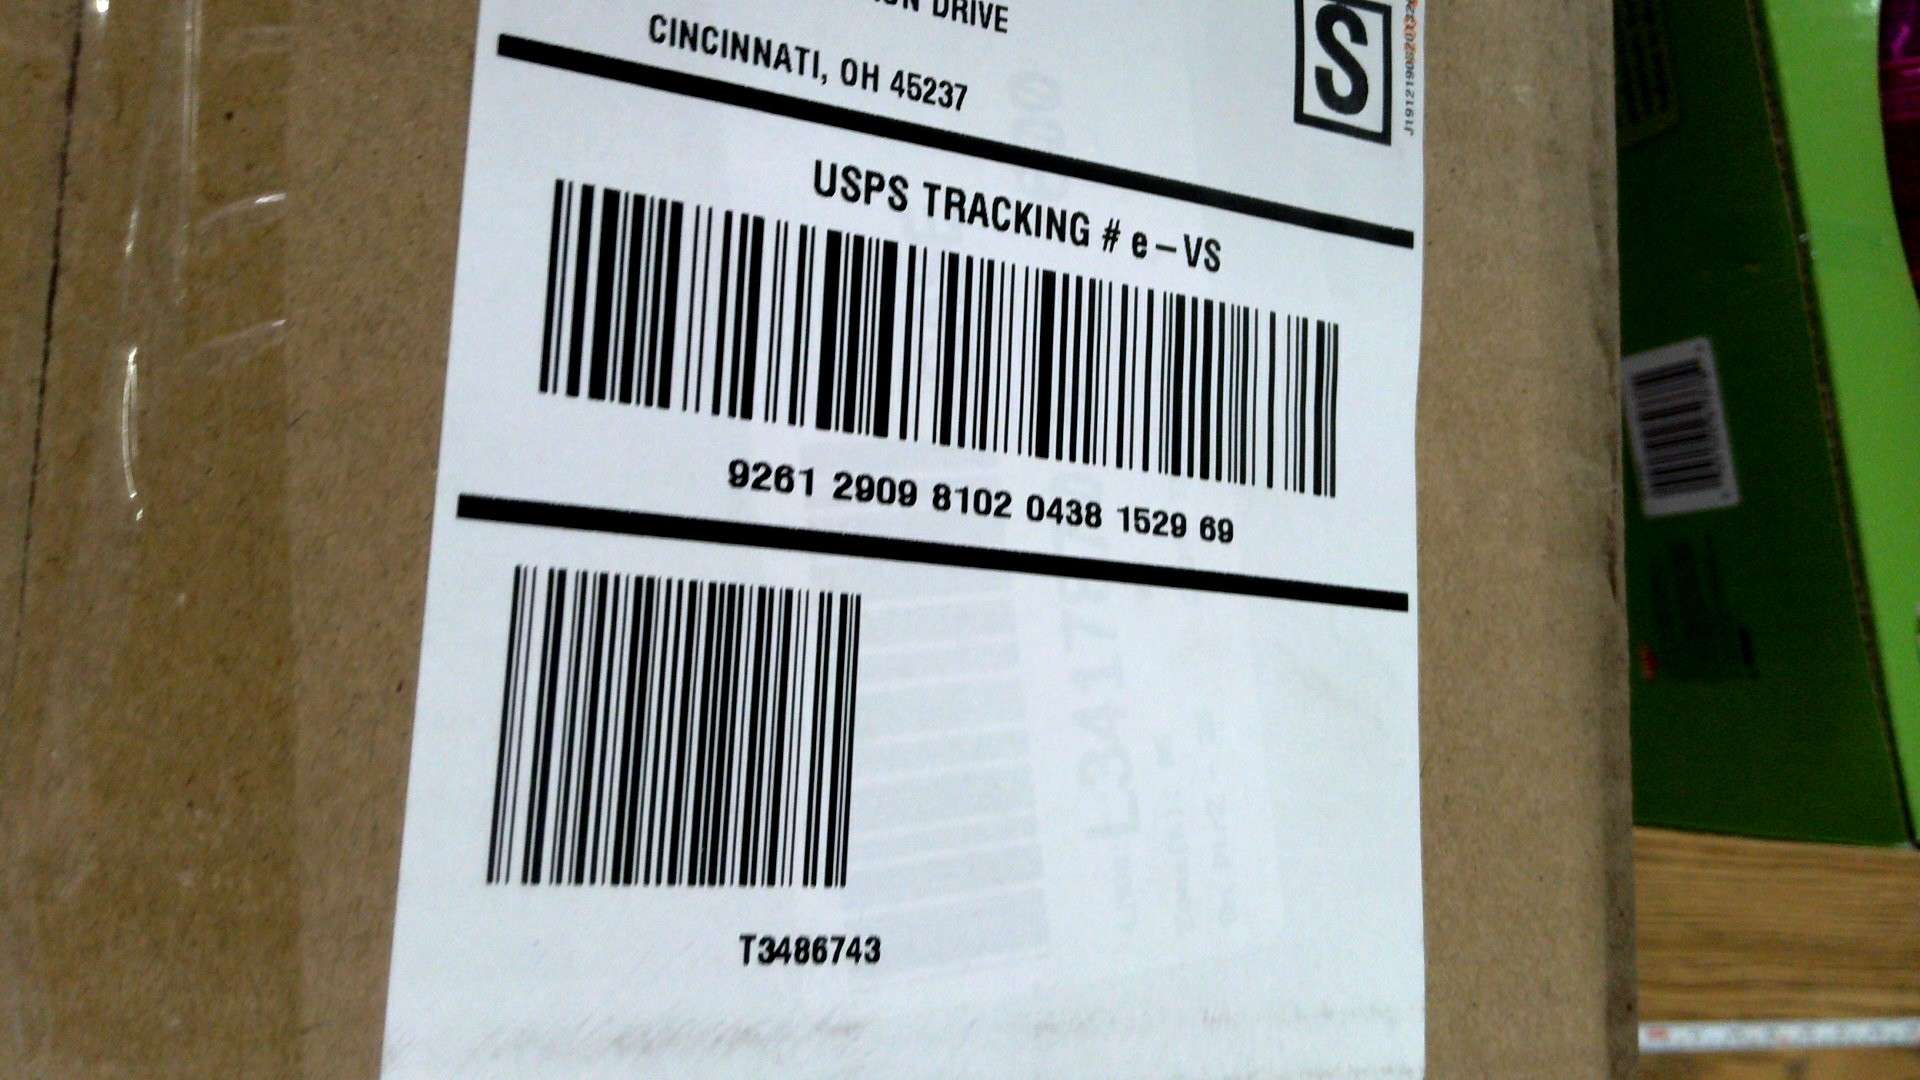 DRIVE
CINCINNATI, OH 45237
S
USPS TRACKING # e-VS
9261 2909 8102 0438 1529 69
T3486743